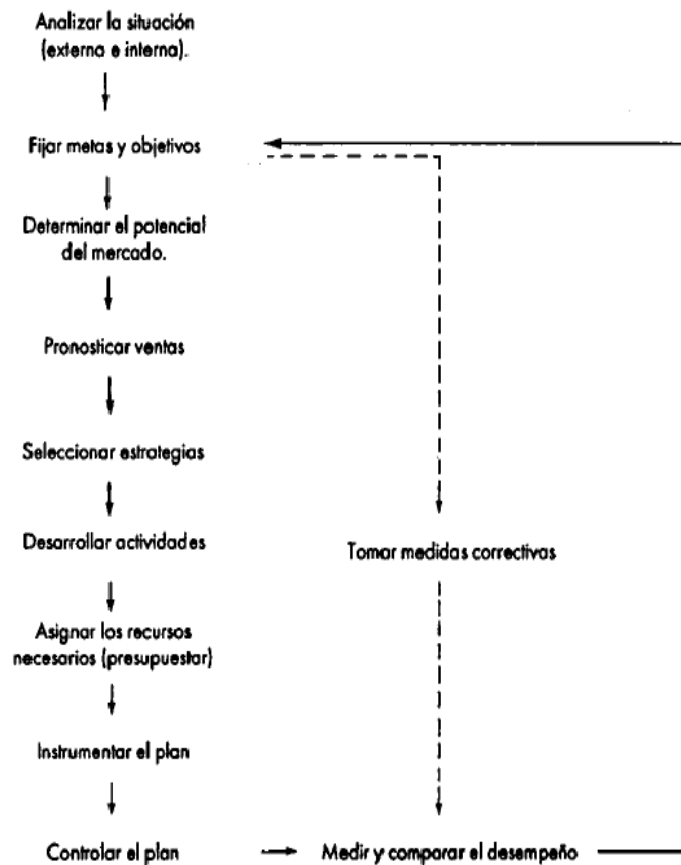 Analizar la situación
(externa e interna).
Fijar metas y objetivos
Determinar el potencial
del mercado.
Pronosticar ventas
Seleccionar estrategias
Desarrollar actividades
Tomar medidas correctivas
Asignar los recursos
necesarios (presupuestar)
Instrumentar el plan
Controlar el plan
Medir y comparar el desempeño